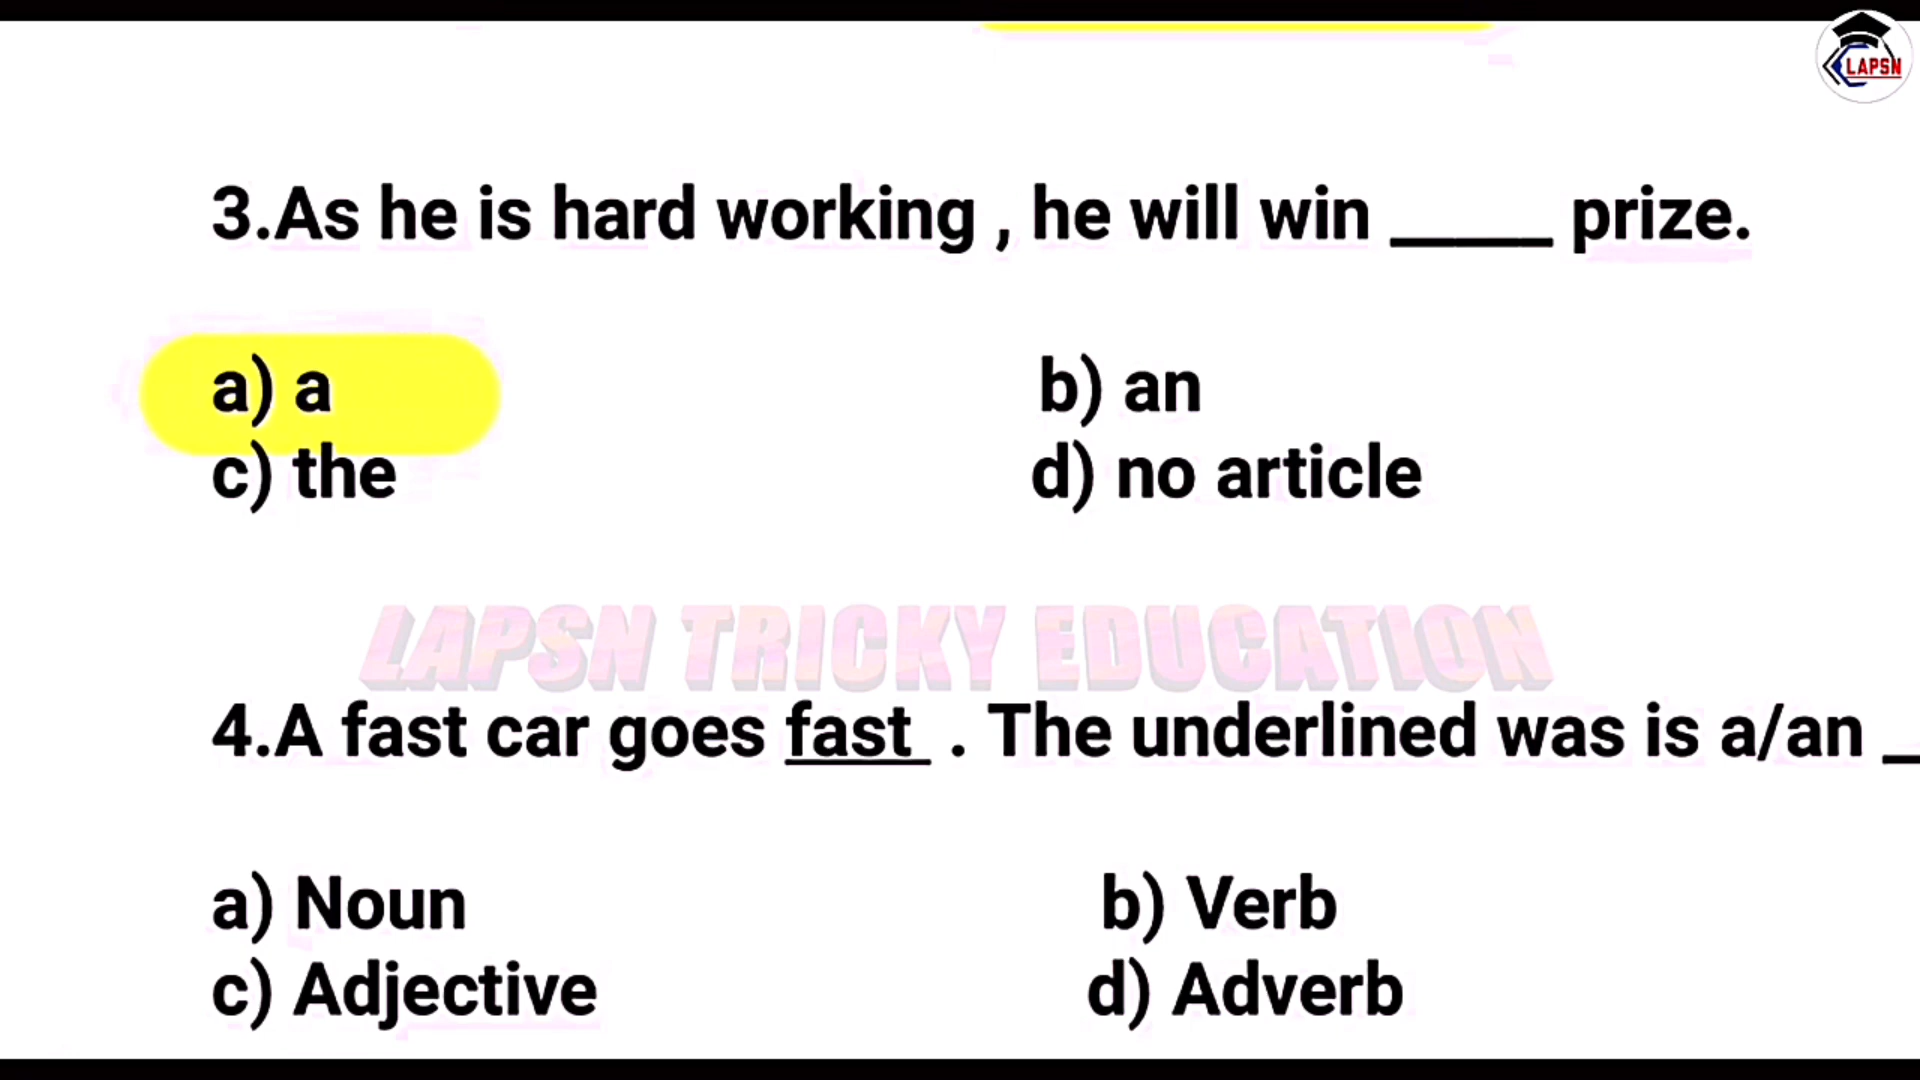 LAPSN
3.As he is hard working , he will win _____ prize.
a) a b) an
c) the d) no article
LAPSN TRICKY EDUCATION
4.A fast car goes fast . The underlined was is a/an _
a) Noun b) Verb
c) Adjective d) Adverb